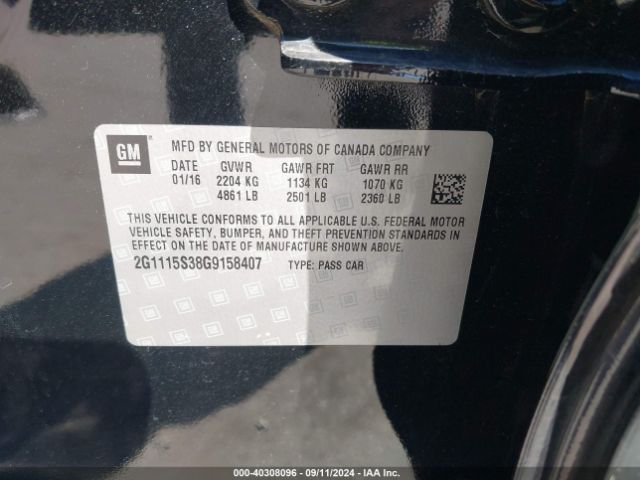 GM
MFD BY GENERAL MOTORS OF CANADA COMPANY
DATE GVWR GAWR FRT GAWR RR
01/16 2204 KG 1134 KG 1070 KG
4861 LB 2501 LB 2360 LB
THIS VEHICLE CONFORMS TO ALL APPLICABLE U.S. FEDERAL MOTOR
VEHICLE SAFETY, BUMPER, AND THEFT PREVENTION STANDARDS IN
EFFECT ON THE DATE OF MANUFACTURE SHOWN ABOVE.
2G1115S38G9158407 TYPE: PASS CAR
000-40308096 - 09/11/2024 - IAA Inc.